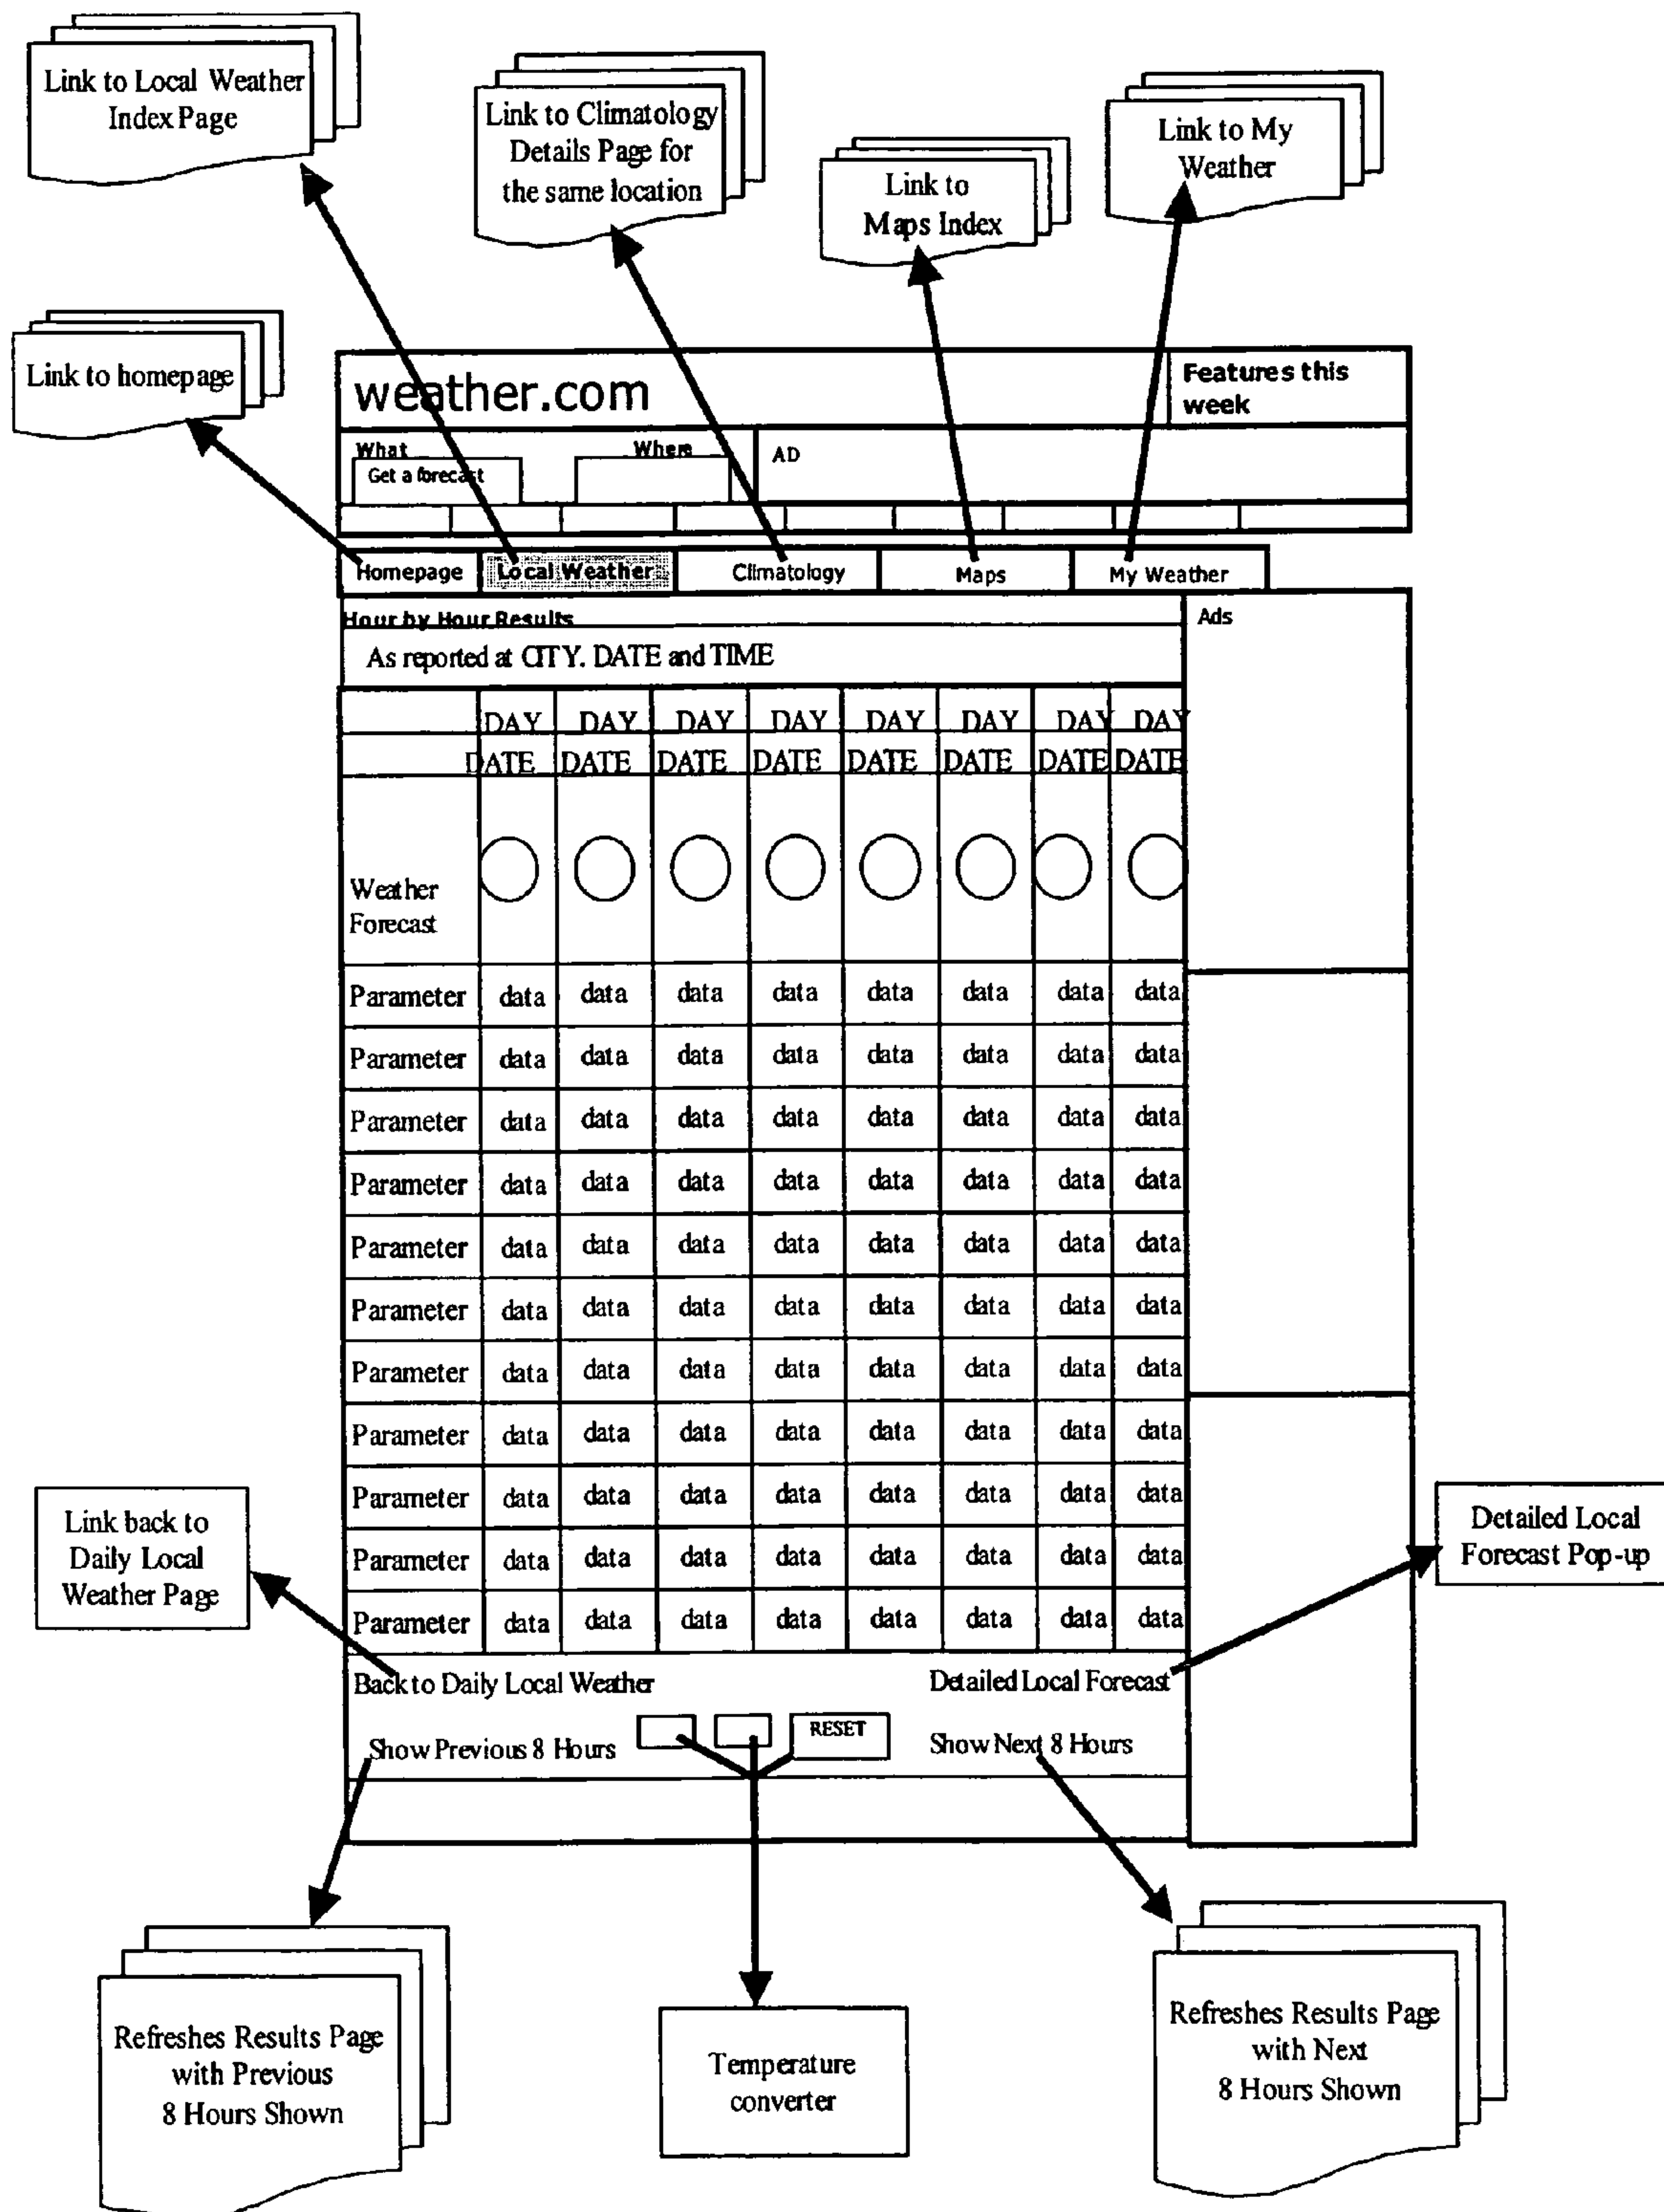 Link to Local Weather
Index Page
Link to Climatology
Details Page for
the same location
Link to
Maps Index
Link to My
Weather
Link to homepage
weather.com
Features this
week
What
Where
Get a forecast
AD
Homepage
Local Weather
Climatology
Maps
My Weather
Hour by Hour Results
Ads
As reported at CITY. DATE and TIME
DAY DAY DAY DAY DAY DAY DAY DAY
DATE DATE DATE DATE DATE DATE DATE DATE
Weather
Forecast
Parameter data data data data data data data data
Parameter data data data data data data data data
Parameter data data data data data data data data
Parameter data data data data data data data data
Parameter data data data data data data data data
Parameter data data data data data data data data
Parameter data data data data data data data data
Parameter data data data data data data data data
Parameter data data data data data data data data
Parameter data data data data data data data data
Parameter data data data data data data data data
Link back to
Daily Local
Weather Page
Detailed Local
Forecast Pop-up
Back to Daily Local Weather
Detailed Local Forecast
Show Previous 8 Hours
RESET
Show Next 8 Hours
Refreshes Results Page
with Previous
8 Hours Shown
Temperature
converter
Refreshes Results Page
with Next
8 Hours Shown